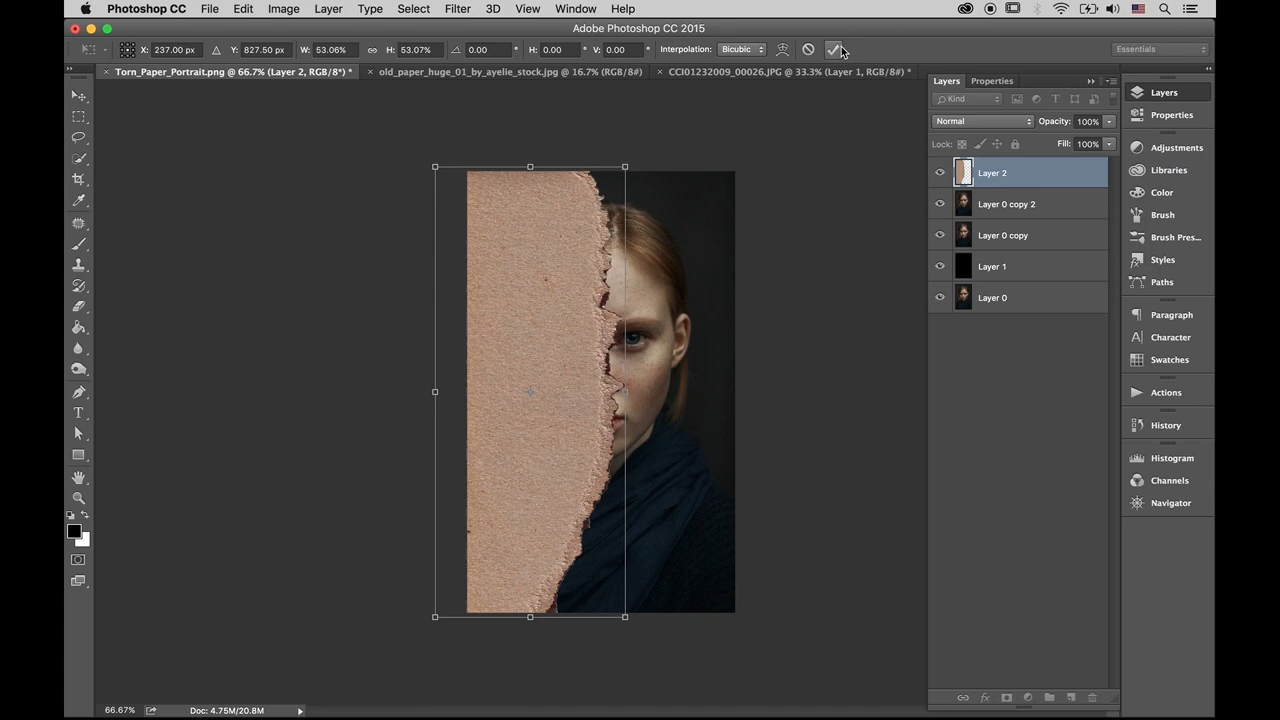 Photoshop CC File Edit Image Layer Type Select Filter 3D View Window Help
Adobe Photoshop CC 2015
X: 237.00 px Y: 827.50 px W: 53.06% H: 53.07% 0.00 ° H: 0.00 ° V: 0.00 ° Interpolation: Bicubic Essentials
× Torn_Paper_Portrait.png @ 66.7% (Layer 2, RGB/8*) * × old_paper_huge_01_by_ayelie_stock.jpg @ 16.7% (RGB/8#) × CCI01232009_00026.JPG @ 33.3% (Layer 1, RGB/8#) *
Layers Properties
Kind
Normal Opacity: 100%
Lock: Fill: 100%
Layer 2
Layer 0 copy 2
Layer 0 copy
Layer 1
Layer 0
Layers
Properties
Adjustments
Libraries
Color
Brush
Brush Pres...
Styles
Paths
Paragraph
Character
Swatches
Actions
History
Histogram
Channels
Navigator
66.67% Doc: 4.75M/20.8M